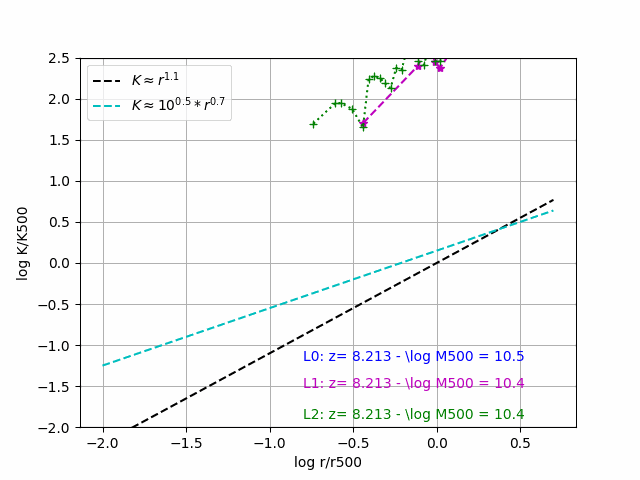 2.5
2.0
1.5
1.0
0.5
0.0
−0.5
−1.0
−1.5
−2.0
log K/K500
K ≈ r^1.1
K ≈ 10^0.5 * r^0.7
L0: z= 8.213 - \log M500 = 10.5
L1: z= 8.213 - \log M500 = 10.4
L2: z= 8.213 - \log M500 = 10.4
−2.0 −1.5 −1.0 −0.5 0.0 0.5
log r/r500